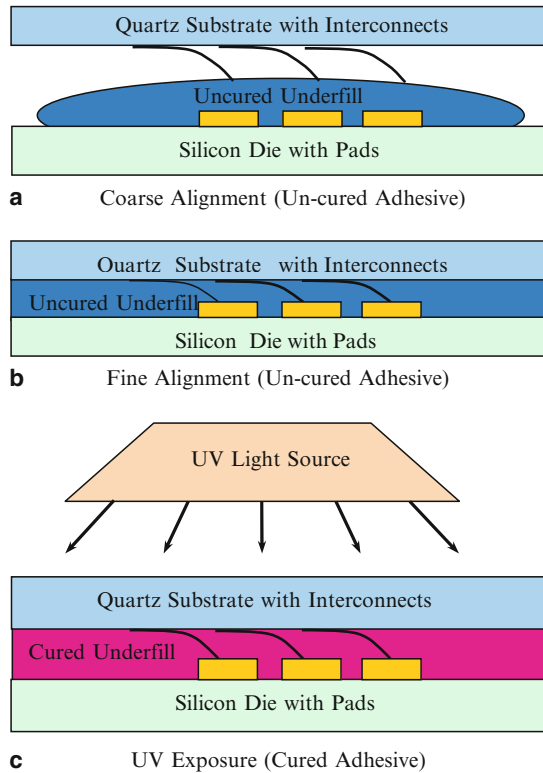 Quartz Substrate with Interconnects
Uncured Underfill
Silicon Die with Pads
a Coarse Alignment (Un-cured Adhesive)
Ouartz Substrate with Interconnects
Uncured Underfill
Silicon Die with Pads
b Fine Alignment (Un-cured Adhesive)
UV Light Source
Quartz Substrate with Interconnects
Cured Underfill
Silicon Die with Pads
c UV Exposure (Cured Adhesive)